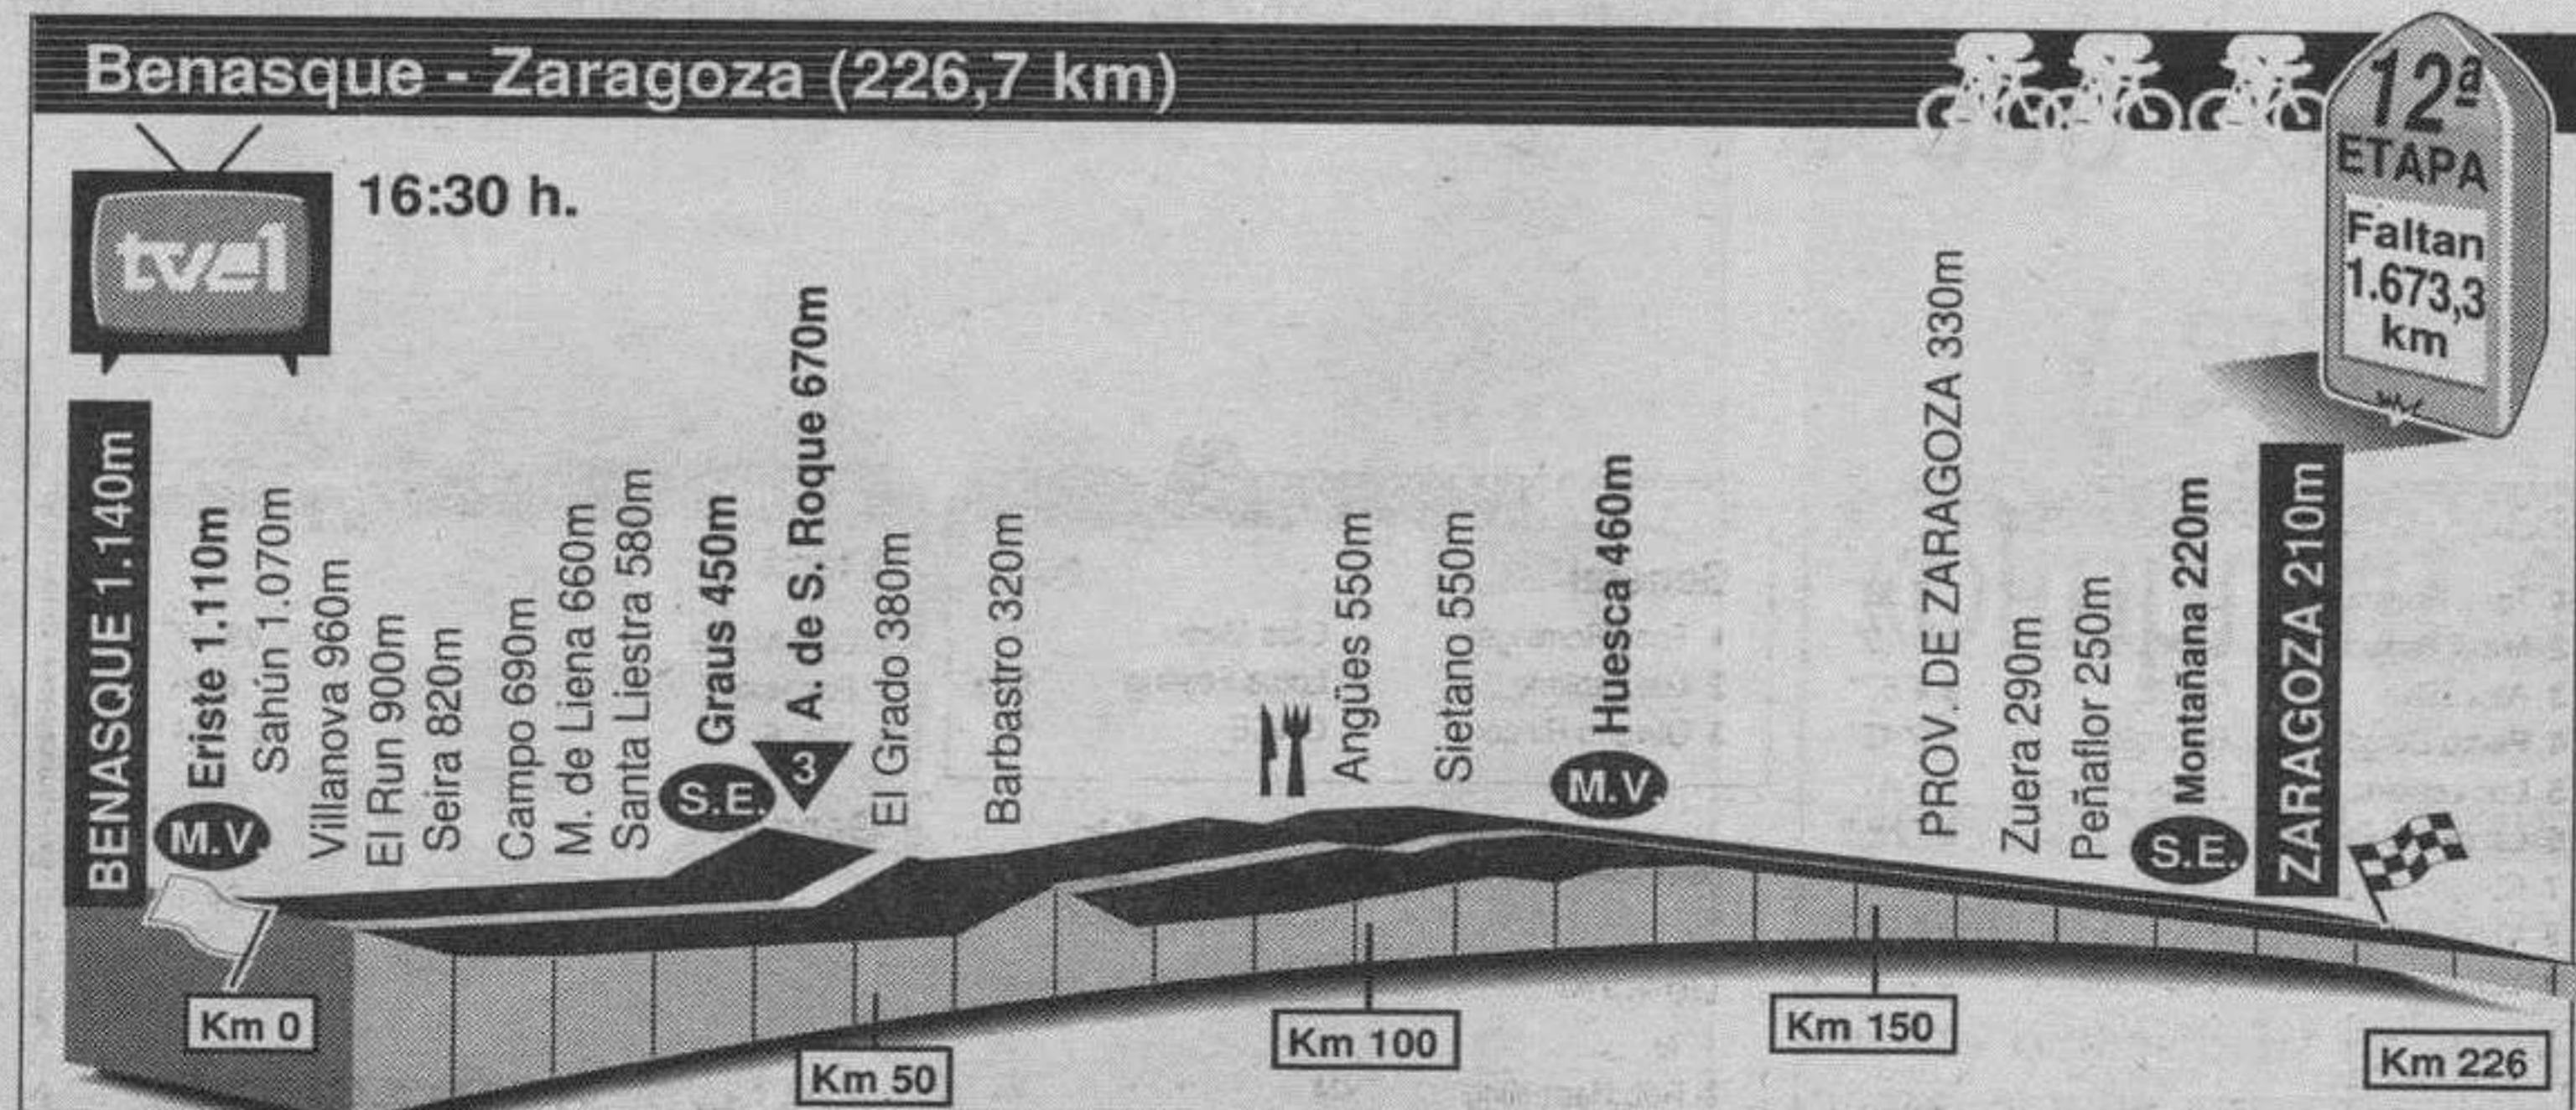 Benasque - Zaragoza (226,7 km)
12ª
ETAPA
Faltan
1.673,3
km
tve1
16:30 h.
BENASQUE 1.140m
M.V.
Eriste 1.110m
Sahún 1.070m
Villanova 960m
El Run 900m
Seira 820m
Campo 690m
M. de Liena 660m
Santa Liestra 580m
S.E.
Graus 450m
3
A. de S. Roque 670m
El Grado 380m
Barbastro 320m
Angües 550m
Sietano 550m
M.V.
Huesca 460m
PROV. DE ZARAGOZA 330m
Zuera 290m
Peñaflor 250m
S.E.
Montañana 220m
ZARAGOZA 210m
Km 0
Km 50
Km 100
Km 150
Km 226